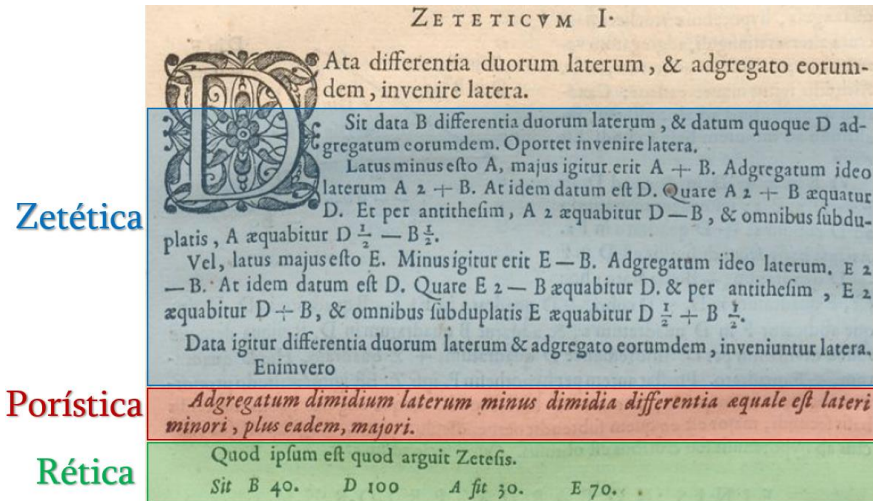 ZETETICVM I.
DAta differentia duorum laterum, & adgregato eorum-
dem, invenire latera.
Sit data B differentia duorum laterum, & datum quoque D ad-
gregatum eorumdem. Oportet invenire latera.
Latus minus eſto A, majus igitur erit A + B. Adgregatum ideo
laterum A 2 + B. At idem datum eſt D. Quare A 2 + B æquatur
D. Et per antitheſim, A 2 æquabitur D — B, & omnibus ſubdu-
platis, A æquabitur D 1/2 — B 1/2.
Vel, latus majus eſto E. Minus igitur erit E — B. Adgregatum ideo laterum, E 2
— B. At idem datum eſt D. Quare E 2 — B æquabitur D. & per antitheſim, E 2
æquabitur D + B, & omnibus ſubduplatis E æquabitur D 1/2 + B 1/2.
Data igitur differentia duorum laterum & adgregato eorumdem, inveniuntur latera.
Enimvero
Adgregatum dimidium laterum minus dimidia differentia æquale eſt lateri
minori, plus eadem, majori.
Quod ipſum eſt quod arguit Zeteſis.
Sit B 40. D 100 A fit 30. E 70.
Zetética
Porística
Rética